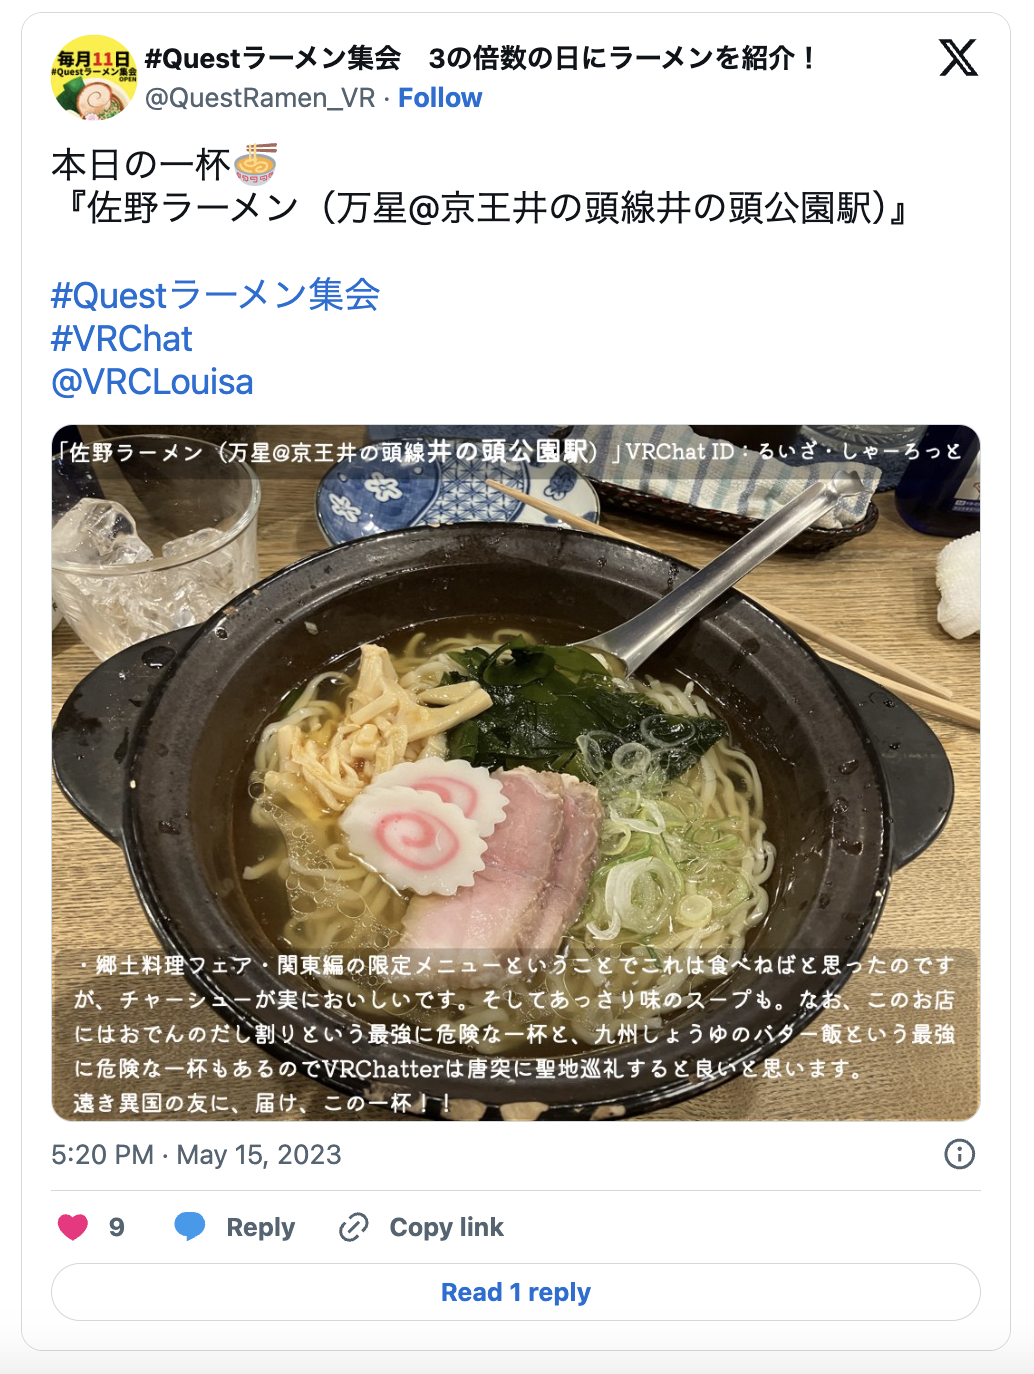 毎月11日
#Questラーメン集会
OPEN
#Questラーメン集会　3の倍数の日にラーメンを紹介！
@QuestRamen_VR · Follow
本日の一杯🍜
『佐野ラーメン（万星@京王井の頭線井の頭公園駅）』
#Questラーメン集会
#VRChat
@VRCLouisa
「佐野ラーメン（万星@京王井の頭線井の頭公園駅）」VRChat ID：るいざ・しゃーろっと
・郷土料理フェア・関東編の限定メニューということでこれは食べねばと思ったのです
が、チャーシューが実においしいです。そしてあっさり味のスープも。なお、このお店
にはおでんのだし割りという最強に危険な一杯と、九州しょうゆのバター飯という最強
に危険な一杯もあるのでVRChatterは唐突に聖地巡礼すると良いと思います。
遠き異国の友に、届け、この一杯！！
5:20 PM · May 15, 2023
9 Reply Copy link
Read 1 reply